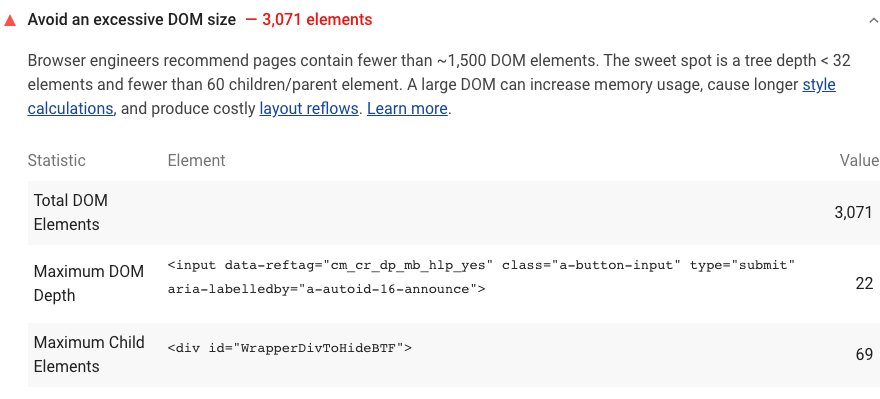 Avoid an excessive DOM size — 3,071 elements
Browser engineers recommend pages contain fewer than ~1,500 DOM elements. The sweet spot is a tree depth < 32
elements and fewer than 60 children/parent element. A large DOM can increase memory usage, cause longer style
calculations, and produce costly layout reflows. Learn more.
Statistic Element Value
Total DOM
Elements
3,071
Maximum DOM
Depth
<input data-reftag="cm_cr_dp_mb_hlp_yes" class="a-button-input" type="submit"
aria-labelledby="a-autoid-16-announce">
22
Maximum Child
Elements
<div id="WrapperDivToHideBTF">
69